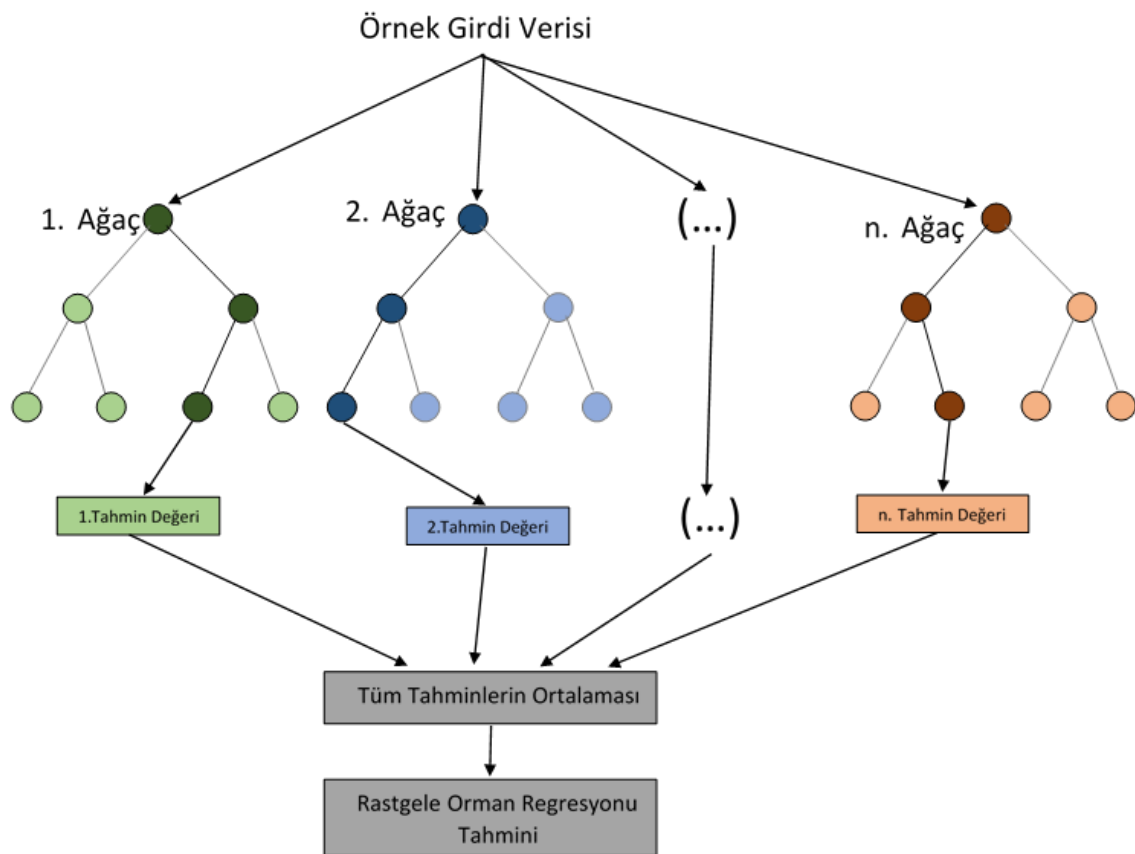 Örnek Girdi Verisi
1. Ağaç
2. Ağaç
(...)
n. Ağaç
1.Tahmin Değeri
2.Tahmin Değeri
(...)
n. Tahmin Değeri
Tüm Tahminlerin Ortalaması
Rastgele Orman Regresyonu
Tahmini